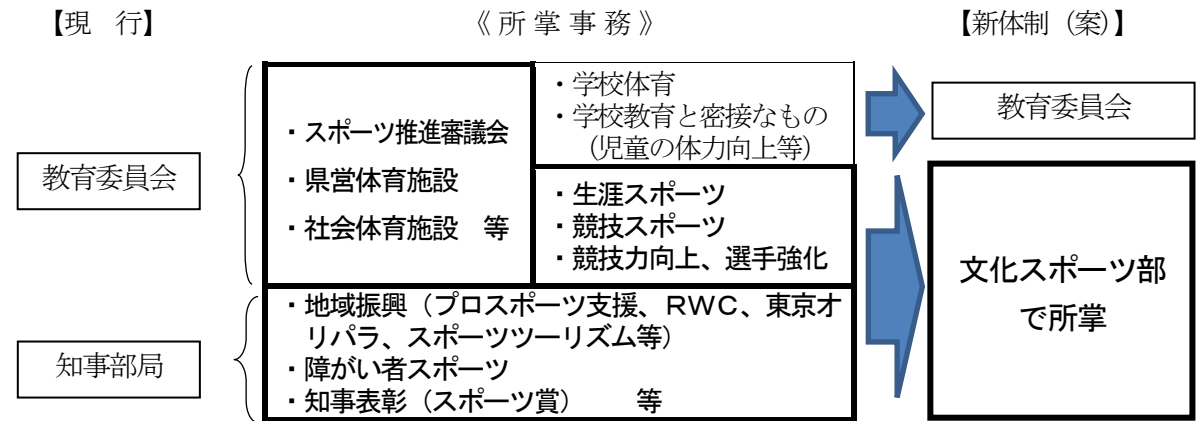 【現　行】
《 所 掌 事 務 》
【新体制（案）】
教育委員会
・スポーツ推進審議会
・県営体育施設
・社会体育施設　等
・学校体育
・学校教育と密接なもの
（児童の体力向上等）
・生涯スポーツ
・競技スポーツ
・競技力向上、選手強化
教育委員会
知事部局
・地域振興（プロスポーツ支援、ＲＷＣ、東京オ
リパラ、スポーツツーリズム等）
・障がい者スポーツ
・知事表彰（スポーツ賞）　　等
文化スポーツ部
で所掌